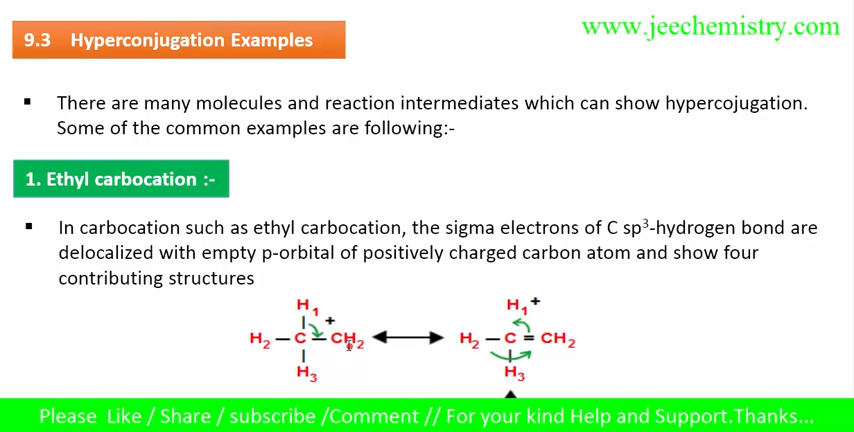 www.jeechemistry.com
9.3 Hyperconjugation Examples
▪ There are many molecules and reaction intermediates which can show hypercojugation.
Some of the common examples are following:-
1. Ethyl carbocation :-
▪ In carbocation such as ethyl carbocation, the sigma electrons of C sp³-hydrogen bond are
delocalized with empty p-orbital of positively charged carbon atom and show four
contributing structures
H₁ H₁⁺
+
H₂ – C – CH₂ H₂ – C = CH₂
H₃ H₃
Please Like / Share / subscribe /Comment // For your kind Help and Support.Thanks...